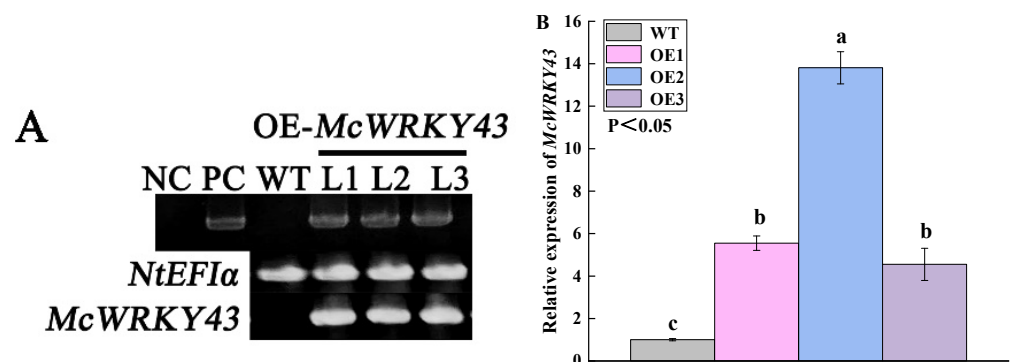 A
OE-McWRKY43
NC PC WT L1 L2 L3
NtEFIα
McWRKY43
B
Relative expression of McWRKY43
16
14
12
10
8
6
4
2
0
WT
OE1
OE2
OE3
P<0.05
c
b
a
b